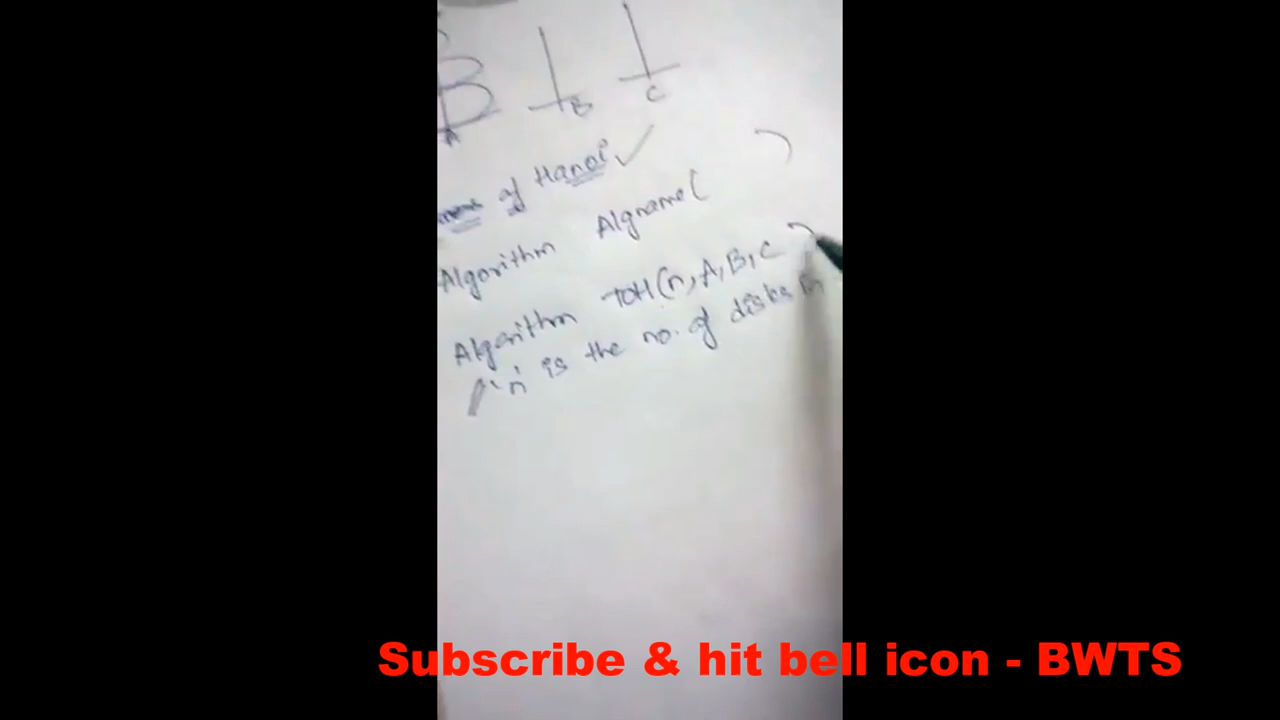 A B C
of Hanoi ✓
Algorithm Algname( )
Algorithm TOH(n, A, B, C )
'n' is the no. of disks in
Subscribe & hit bell icon - BWTS